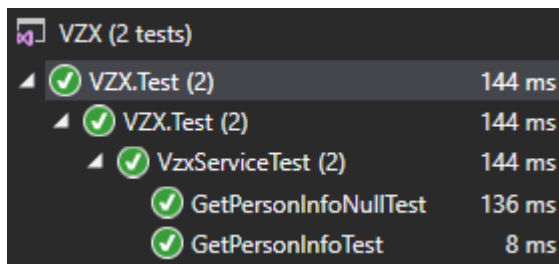 VZX (2 tests)
VZX.Test (2) 144 ms
VZX.Test (2) 144 ms
VzxServiceTest (2) 144 ms
GetPersonInfoNullTest 136 ms
GetPersonInfoTest 8 ms